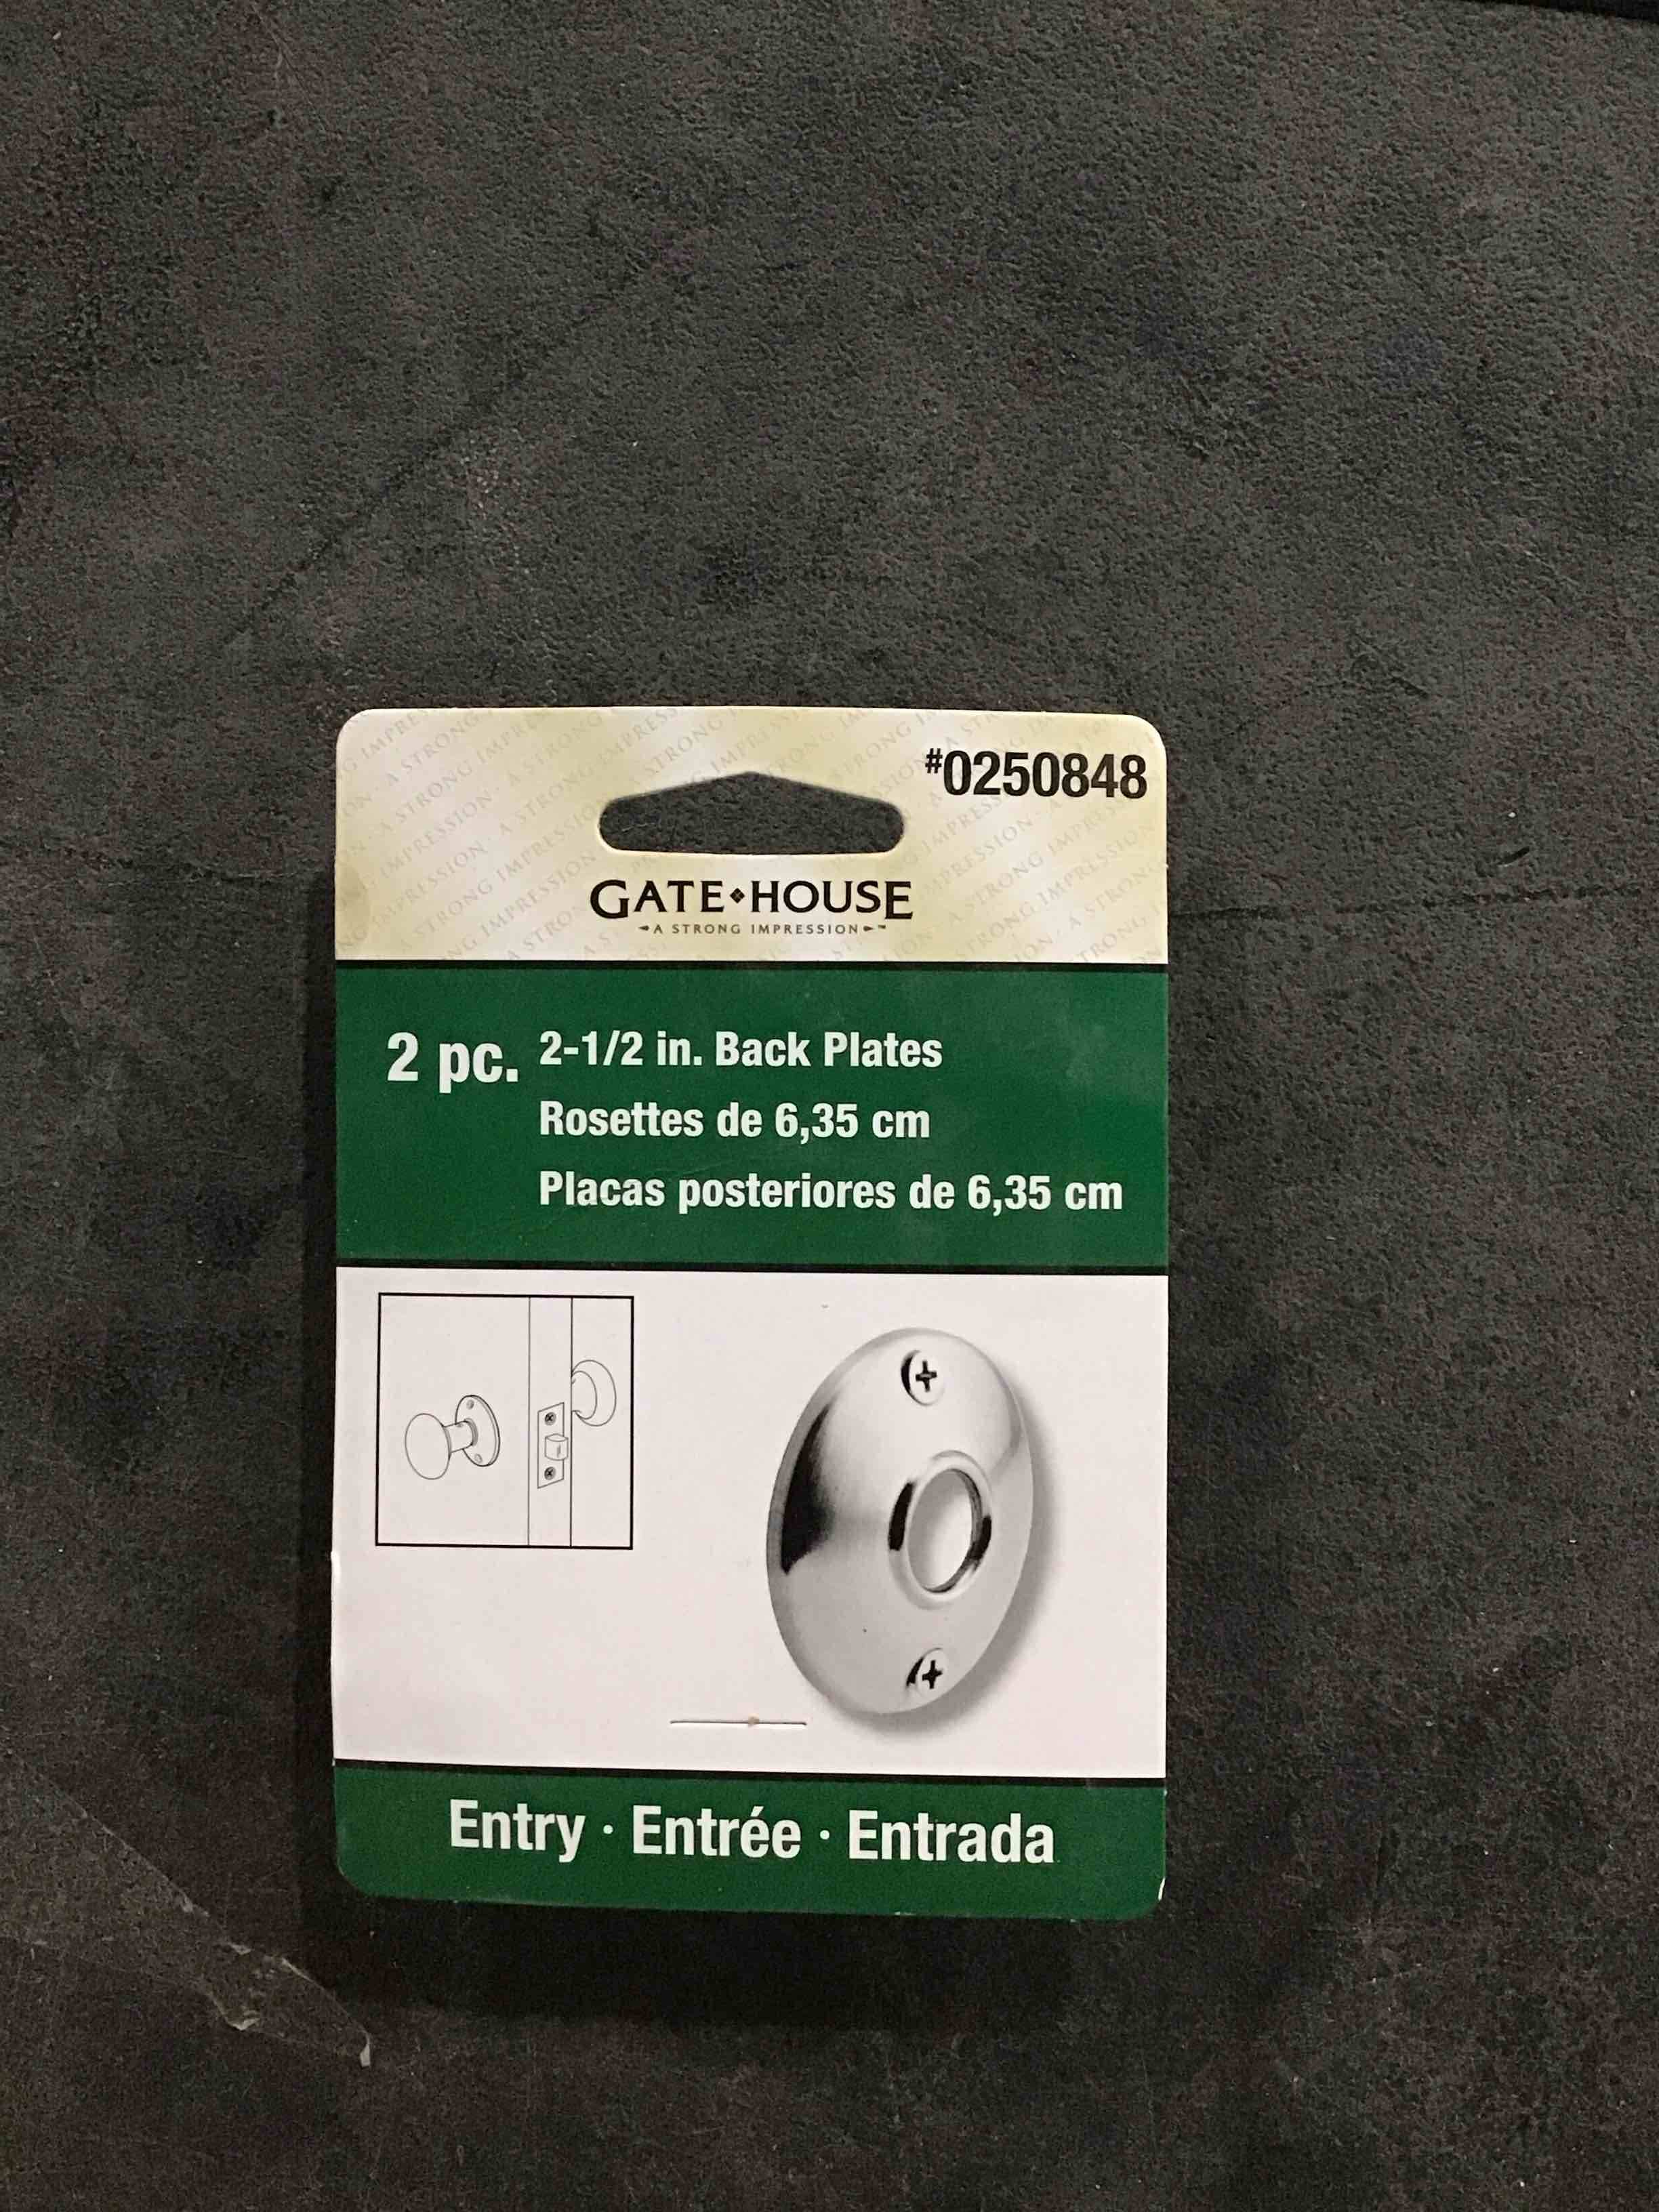 #0250848
GATE HOUSE
A STRONG IMPRESSION
2 pc. 2-1/2 in. Back Plates
Rosettes de 6,35 cm
Placas posteriores de 6,35 cm
Entry · Entrée · Entrada